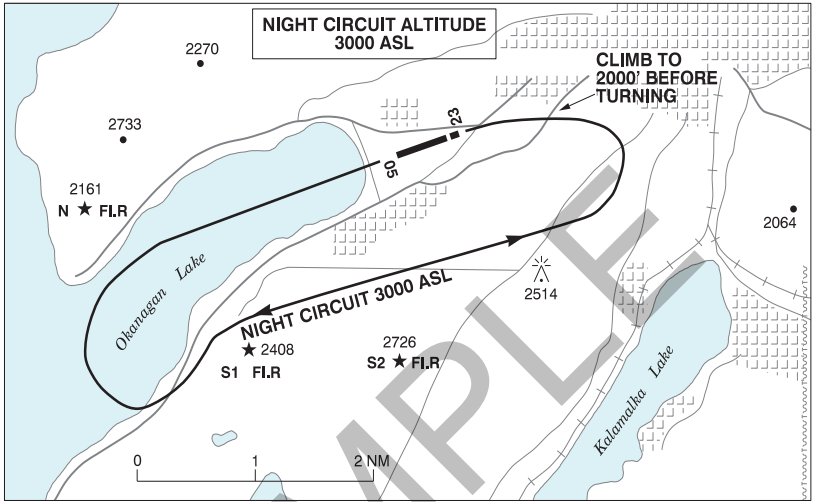 NIGHT CIRCUIT ALTITUDE
3000 ASL
2270
CLIMB TO
2000' BEFORE
TURNING
2733
23
05
2161
N ★ FI.R
2064
Okanagan Lake
NIGHT CIRCUIT 3000 ASL
2514
2408
S1 FI.R
2726
S2 ★ FI.R
Kalamalka Lake
0 1 2 NM
MPLE